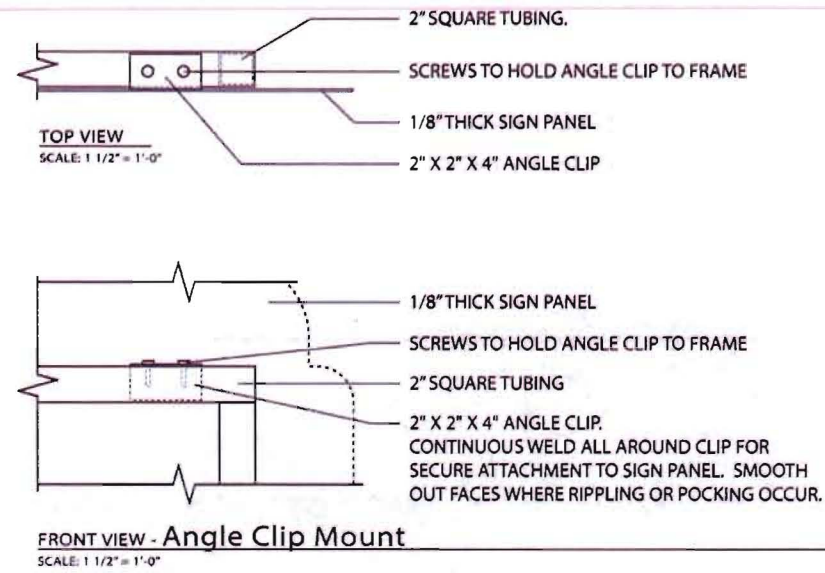 2" SQUARE TUBING.
SCREWS TO HOLD ANGLE CLIP TO FRAME
1/8" THICK SIGN PANEL
2" X 2" X 4" ANGLE CLIP
TOP VIEW
SCALE: 1 1/2" = 1'-0"
1/8" THICK SIGN PANEL
SCREWS TO HOLD ANGLE CLIP TO FRAME
2" SQUARE TUBING
2" X 2" X 4" ANGLE CLIP.
CONTINUOUS WELD ALL AROUND CLIP FOR
SECURE ATTACHMENT TO SIGN PANEL. SMOOTH
OUT FACES WHERE RIPPLING OR POCKING OCCUR.
FRONT VIEW - Angle Clip Mount
SCALE: 1 1/2" = 1'-0"